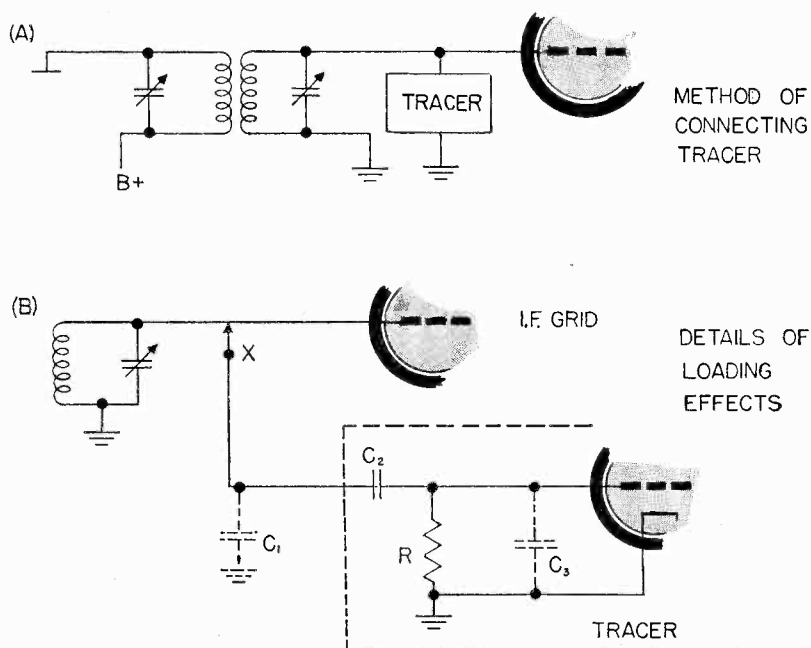 (A)
TRACER
B+
METHOD OF
CONNECTING
TRACER
(B)
X
I.F. GRID
DETAILS OF
LOADING
EFFECTS
C2
C1
R
C3
TRACER